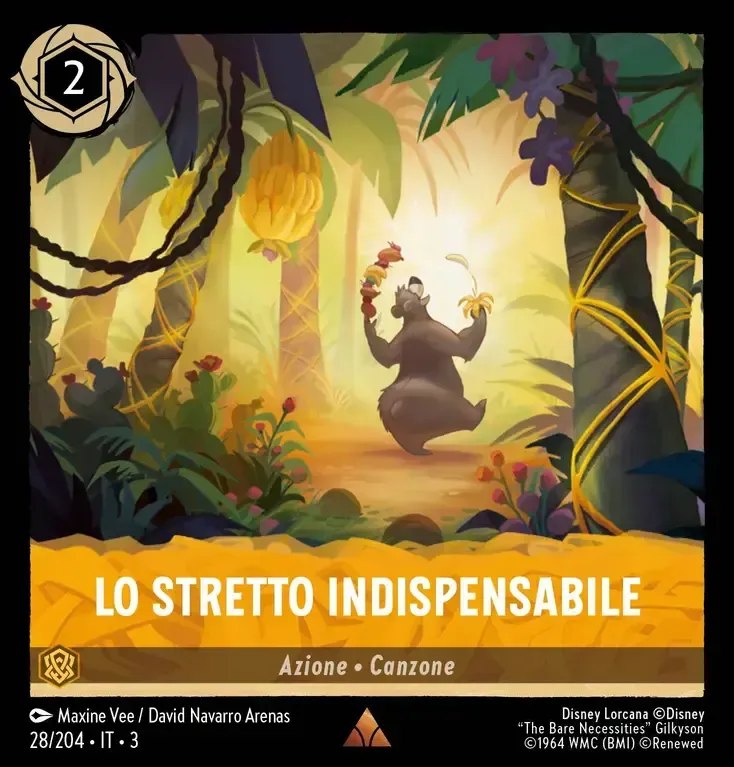 2
LO STRETTO INDISPENSABILE
Azione • Canzone
Maxine Vee / David Navarro Arenas
28/204 • IT • 3
Disney Lorcana ©Disney
“The Bare Necessities” Gilkyson
©1964 WMC (BMI) ©Renewed